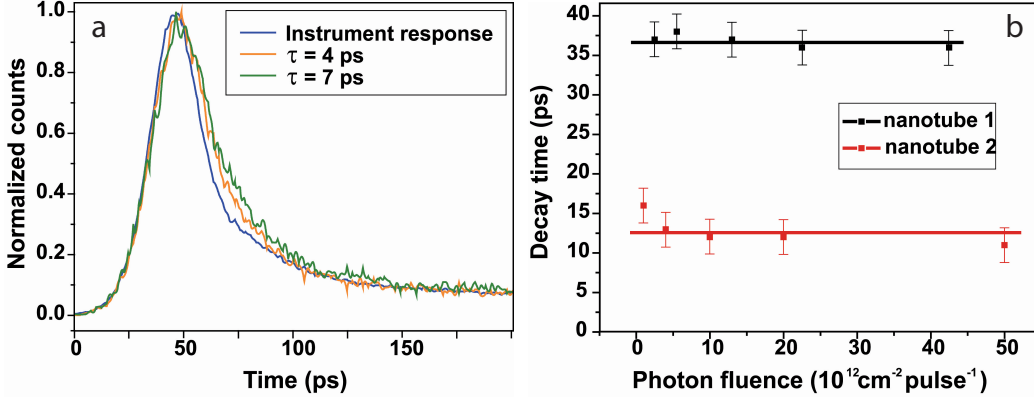 a
Instrument response
τ = 4 ps
τ = 7 ps
Normalized counts
1.0
0.8
0.6
0.4
0.2
0.0
0
50
100
150
Time (ps)
b
nanotube 1
nanotube 2
Decay time (ps)
40
35
30
25
20
15
10
5
0
0
10
20
30
40
50
Photon fluence (10¹²cm⁻² pulse⁻¹)